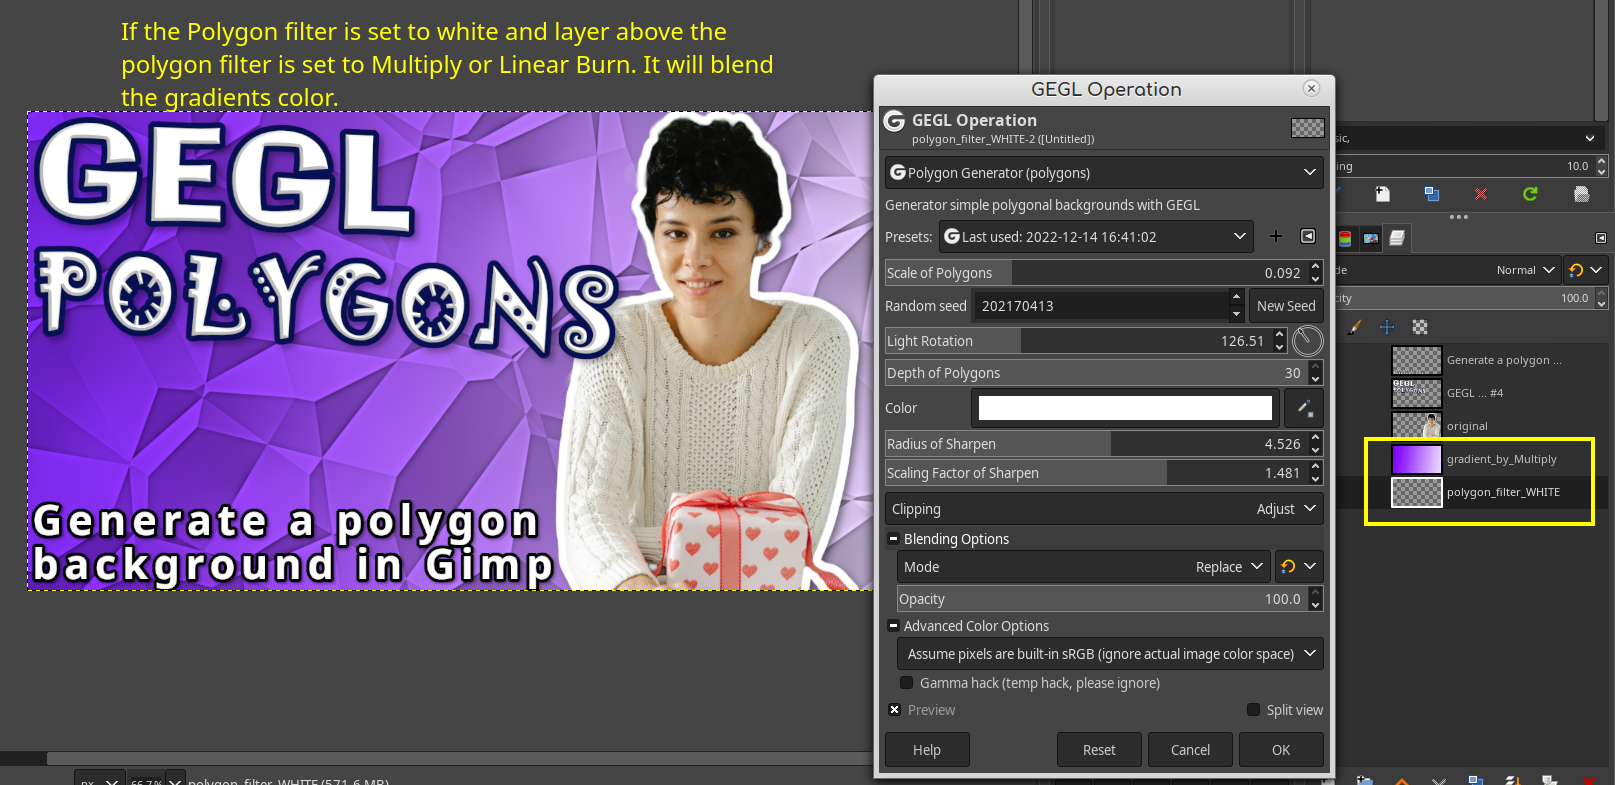 If the Polygon filter is set to white and layer above the
polygon filter is set to Multiply or Linear Burn. It will blend
the gradients color.
GEGL
POLYGONS
Generate a polygon
background in Gimp
GEGL Operation
GEGL Operation
polygon_filter_WHITE-2 ([Untitled])
Polygon Generator (polygons)
Generator simple polygonal backgrounds with GEGL
Presets: Last used: 2022-12-14 16:41:02
Scale of Polygons 0.092
Random seed 202170413 New Seed
Light Rotation 126.51
Depth of Polygons 30
Color
Radius of Sharpen 4.526
Scaling Factor of Sharpen 1.481
Clipping Adjust
Blending Options
Mode Replace
Opacity 100.0
Advanced Color Options
Assume pixels are built-in sRGB (ignore actual image color space)
Gamma hack (temp hack, please ignore)
Preview Split view
Help Reset Cancel OK
sic,
ing 10.0
de Normal
city 100.0
Generate a polygon ...
GEGL ... #4
original
gradient_by_Multiply
polygon_filter_WHITE
px 66.7% polygon_filter_WHITE (571.6 MB)